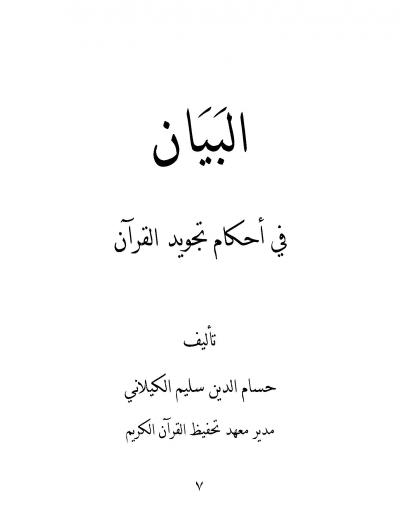 البَيَان
في أحكام تجويد القرآن
تأليف
حسام الدين سليم الكيلاني
مدير معهد تحفيظ القرآن الكريم
٧